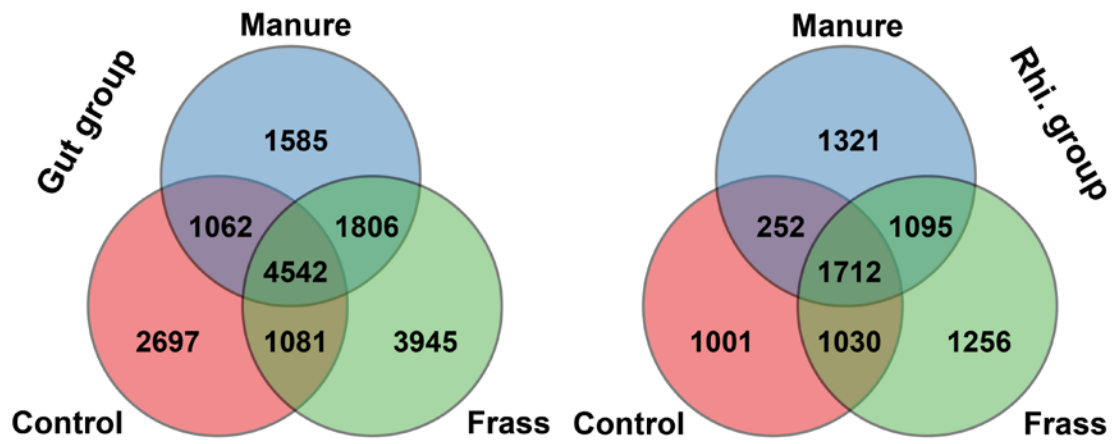 Manure
Gut group
1585
1062
1806
4542
2697
1081
3945
Control
Frass
Manure
Rhi. group
1321
252
1095
1712
1001
1030
1256
Control
Frass